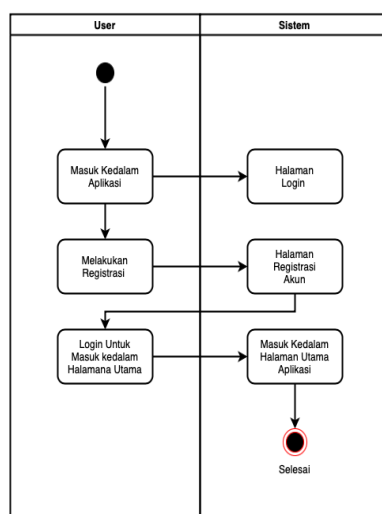 User
Sistem
Masuk Kedalam
Aplikasi
Halaman
Login
Melakukan
Registrasi
Halaman
Registrasi
Akun
Login Untuk
Masuk kedalam
Halamana Utama
Masuk Kedalam
Halaman Utama
Aplikasi
Selesai